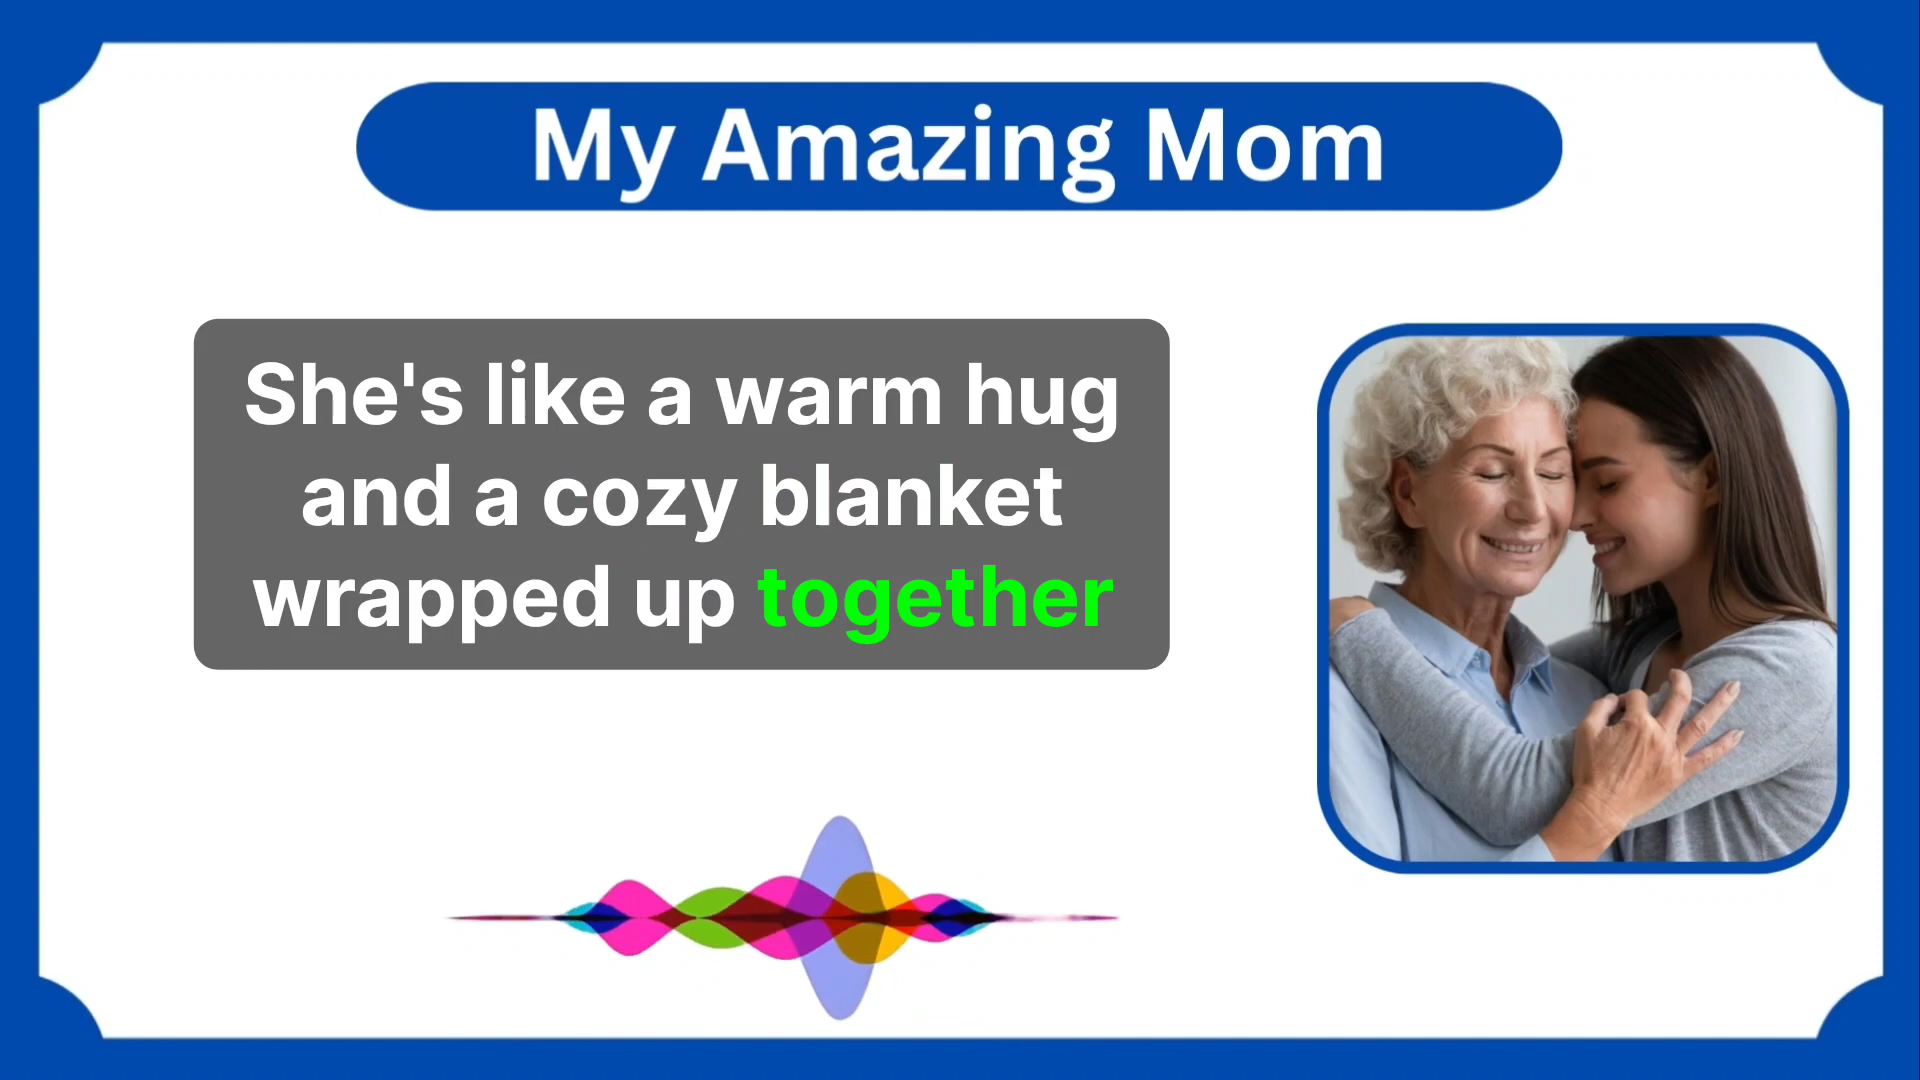 My Amazing Mom
She's like a warm hug
and a cozy blanket
wrapped up together